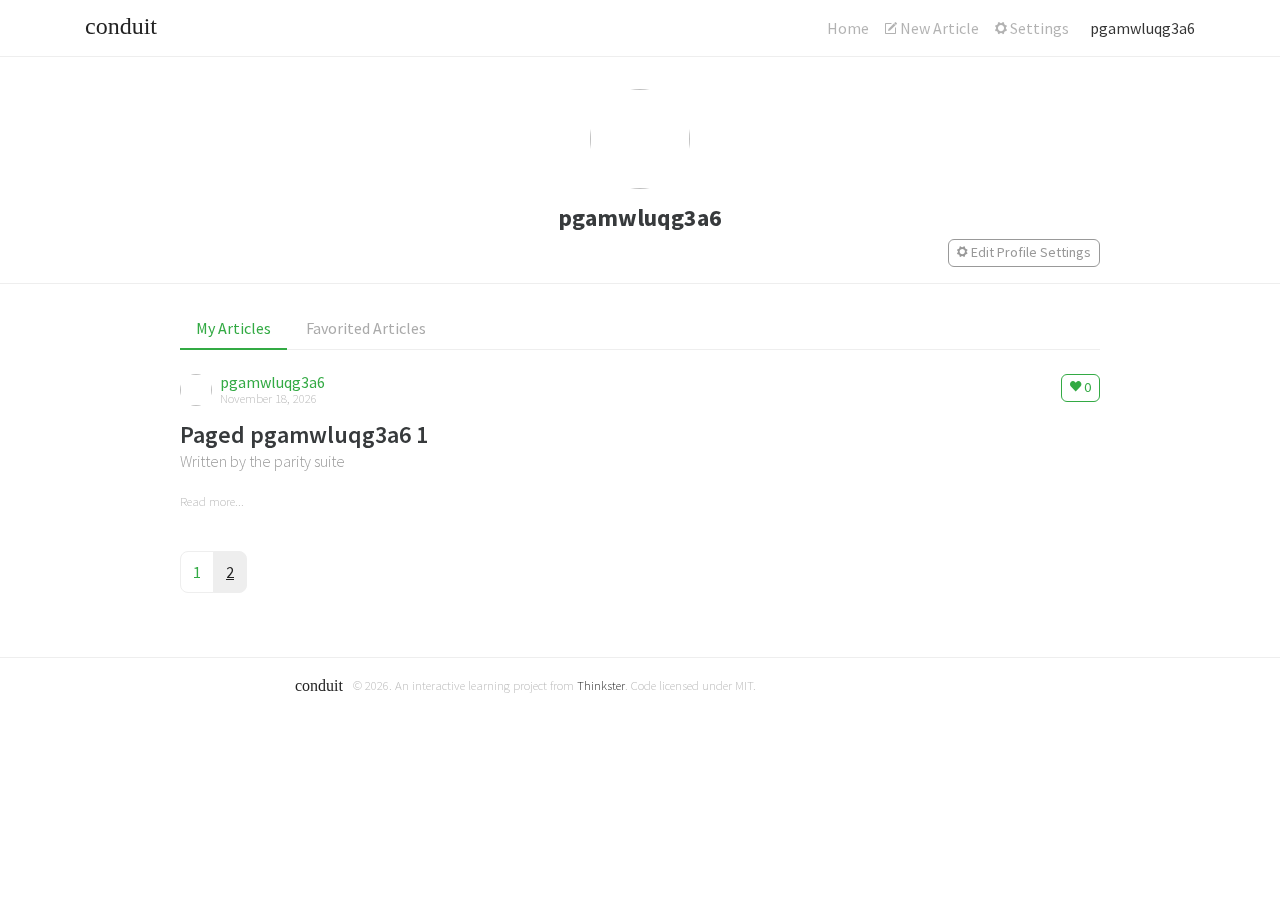 conduit
Home New Article Settings pgamwluqg3a6
pgamwluqg3a6
Edit Profile Settings
My Articles Favorited Articles
pgamwluqg3a6
November 18, 2026
0
Paged pgamwluqg3a6 1
Written by the parity suite
Read more...
1 2
conduit © 2026. An interactive learning project from Thinkster. Code licensed under MIT.